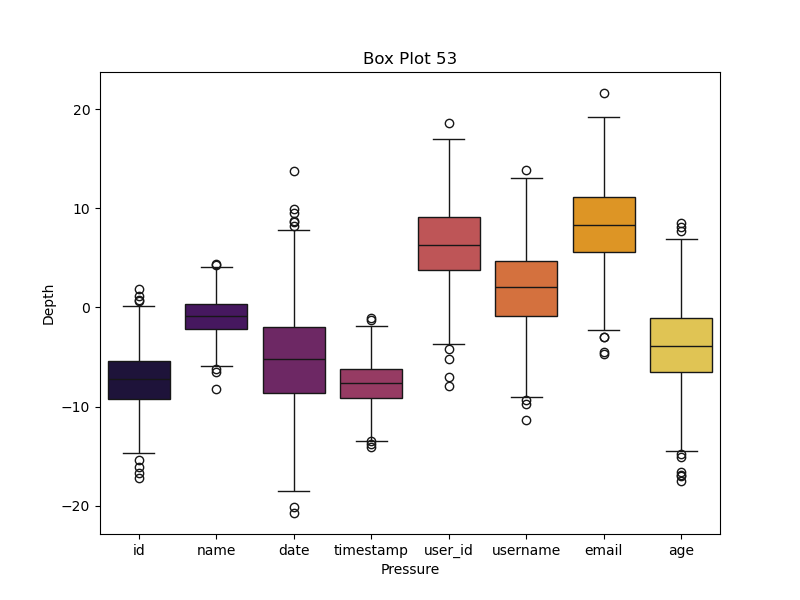 Box Plot 53
Depth
20
10
0
−10
−20
id name date timestamp user_id username email age
Pressure